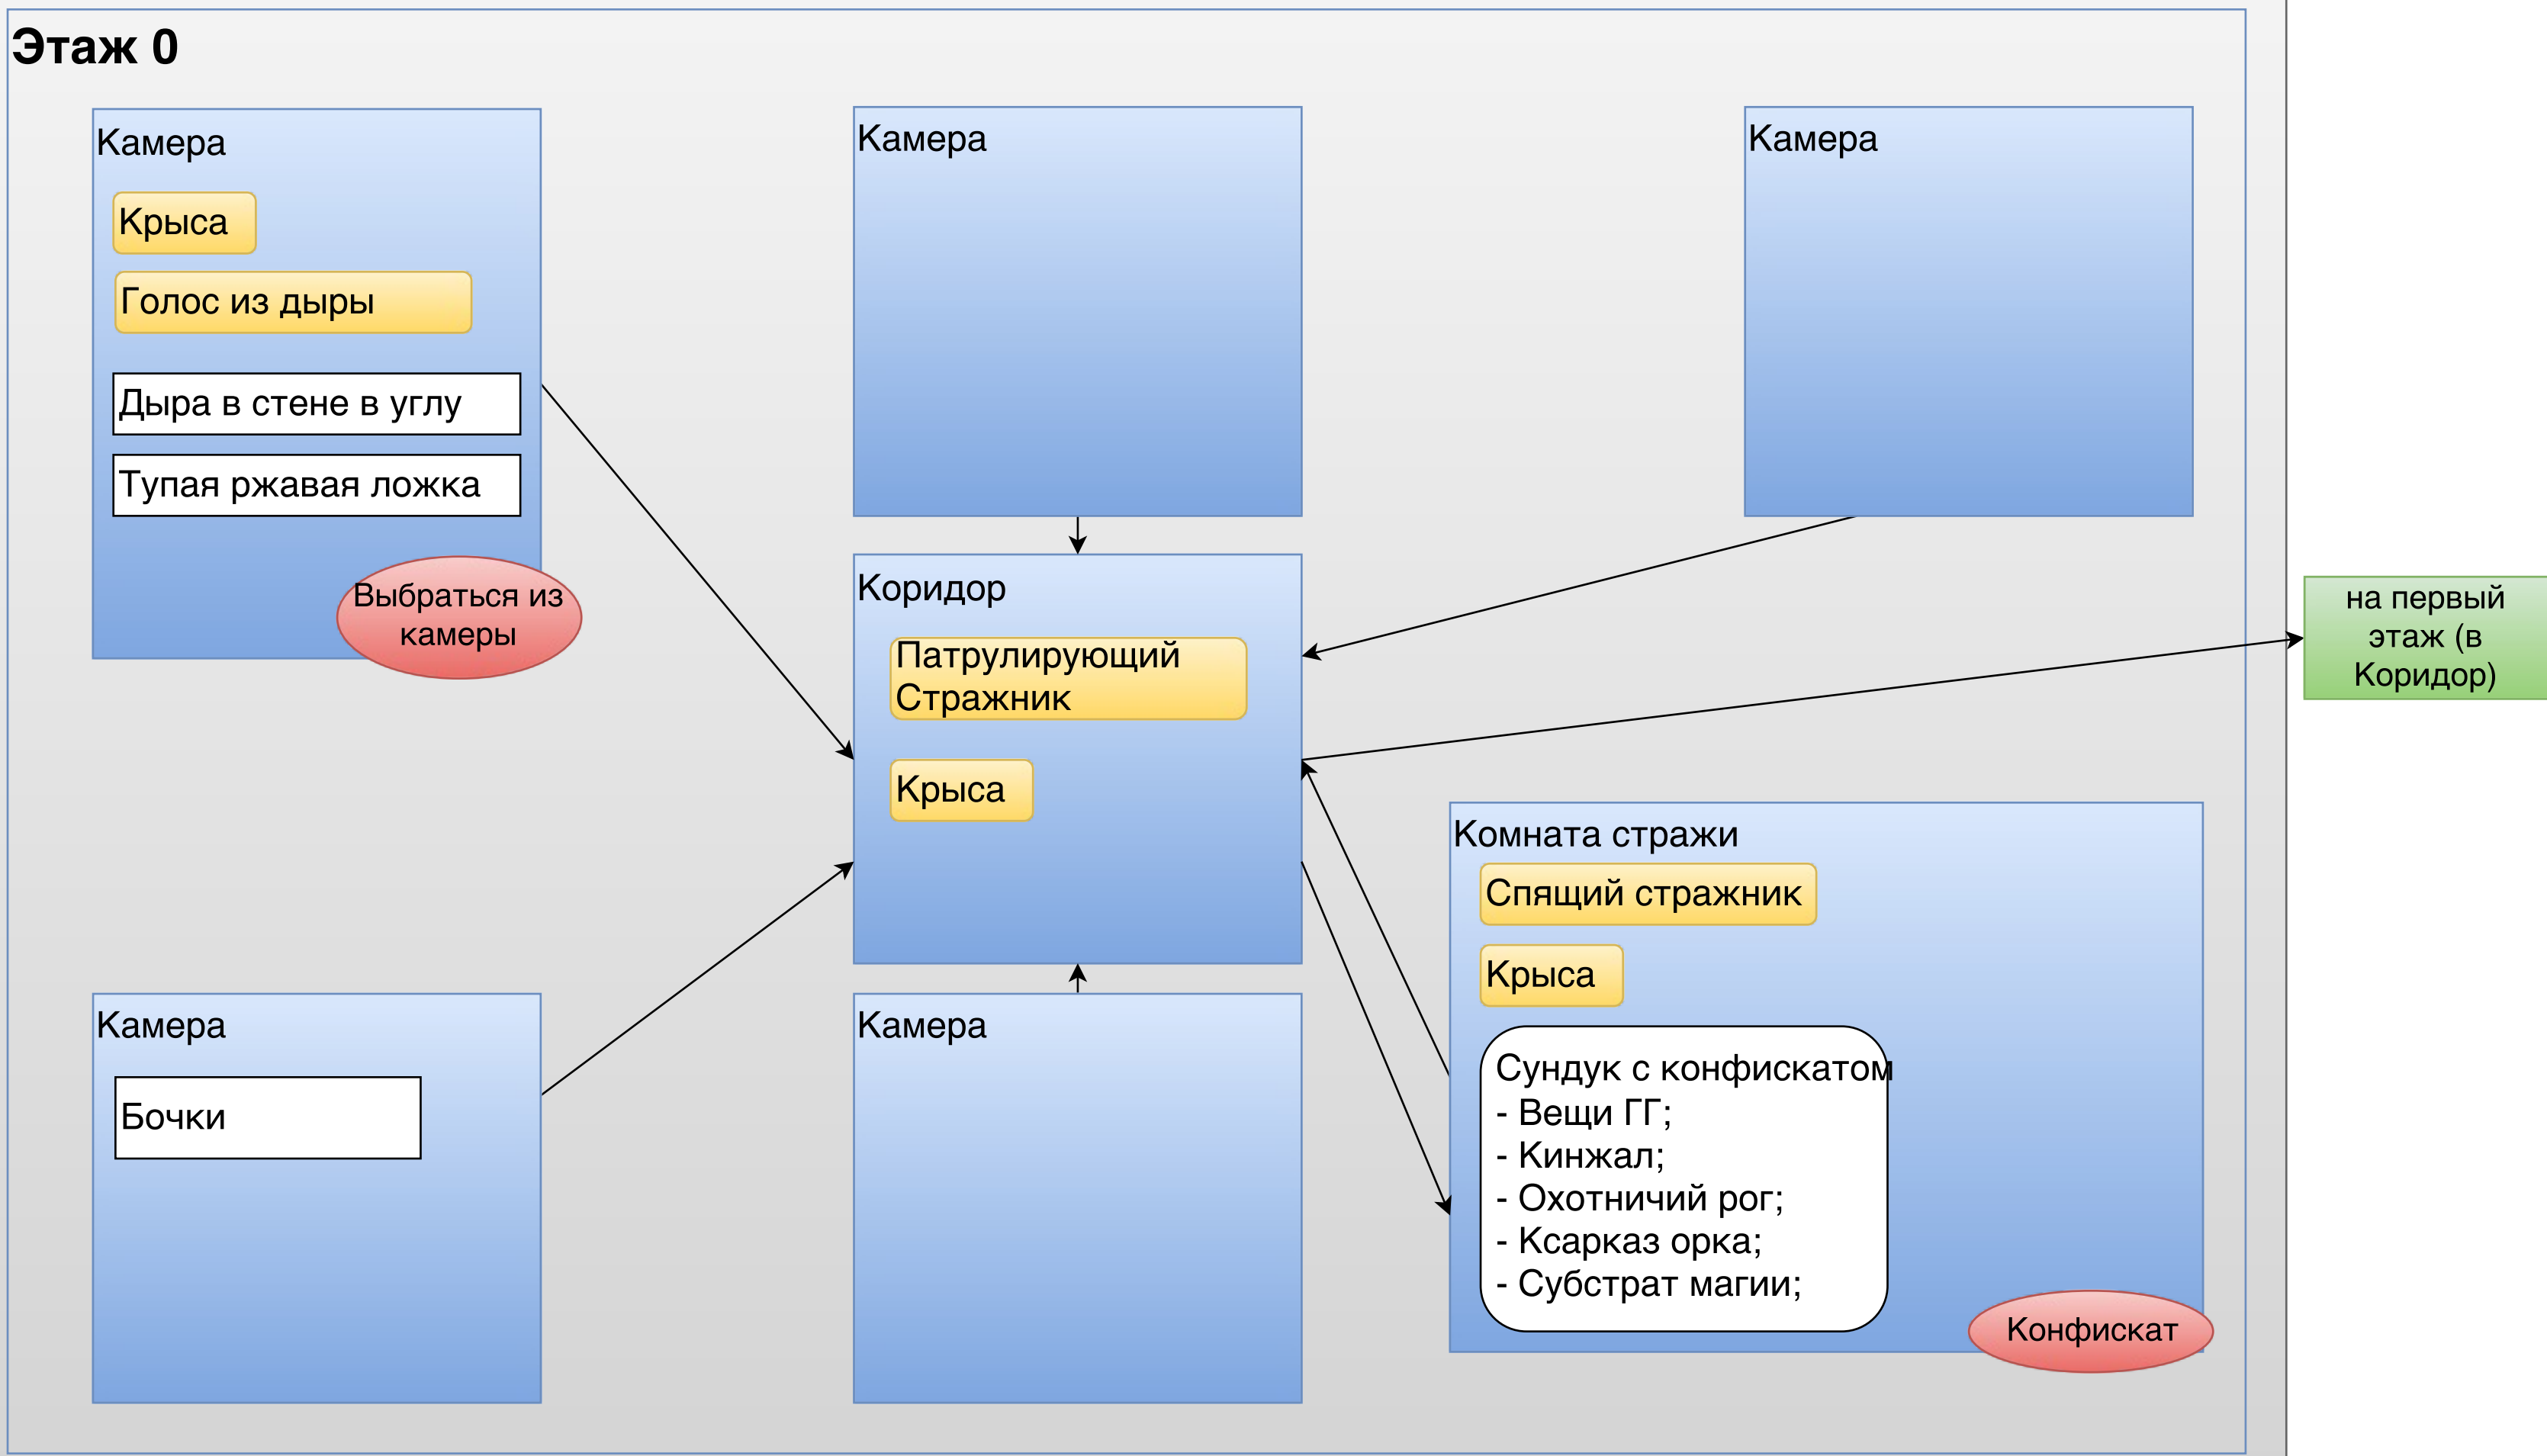 Этаж 0
Камера
Крыса
Голос из дыры
Дыра в стене в углу
Тупая ржавая ложка
Выбраться из
камеры
Камера
Камера
Коридор
Патрулирующий
Стражник
Крыса
на первый
этаж (в
Коридор)
Комната стражи
Спящий стражник
Крыса
Сундук с конфискатом
- Вещи ГГ;
- Кинжал;
- Охотничий рог;
- Ксарказ орка;
- Субстрат магии;
Конфискат
Камера
Бочки
Камера